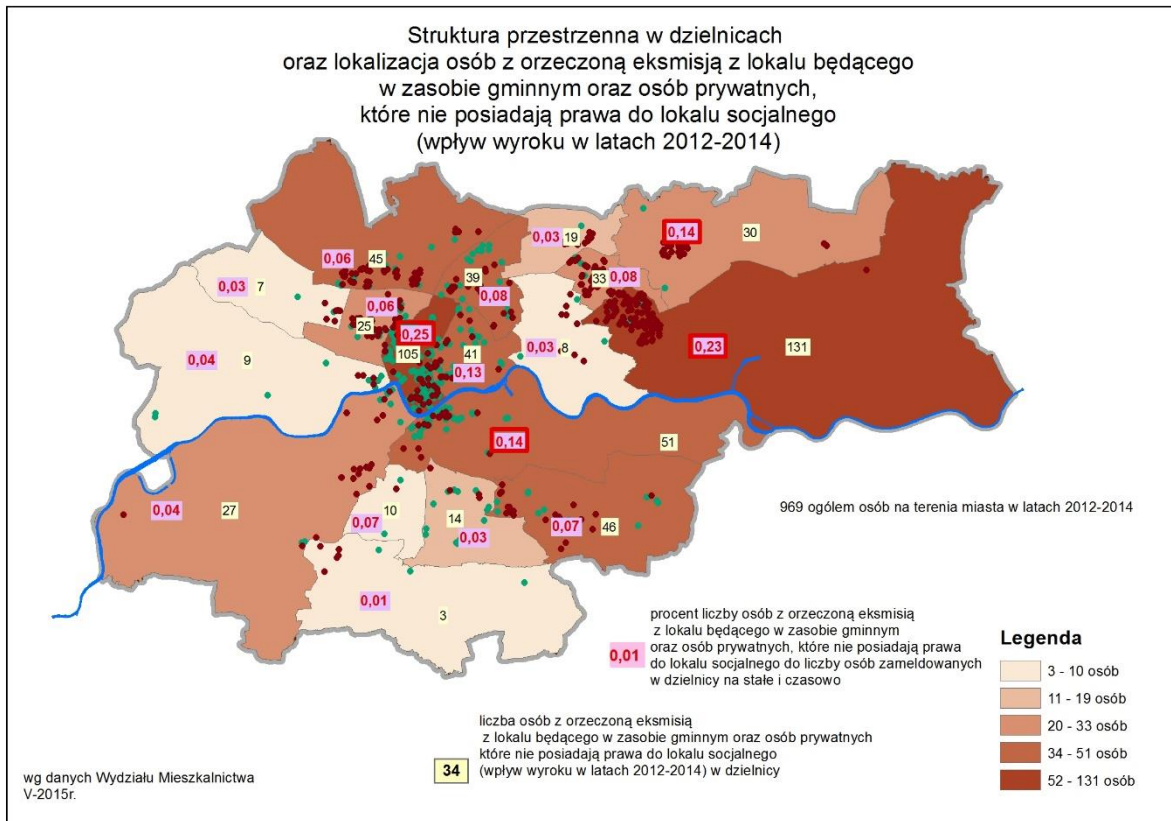 Struktura przestrzenna w dzielnicach
oraz lokalizacja osób z orzeczoną eksmisją z lokalu będącego
w zasobie gminnym oraz osób prywatnych,
które nie posiadają prawa do lokalu socjalnego
(wpływ wyroku w latach 2012-2014)
0,14
30
0,03
19
0,06
45
39
33
0,08
0,03
7
0,08
0,06
25
0,25
105
41
0,03
8
0,23
131
0,04
9
0,13
0,14
51
0,04
27
10
14
0,07
46
0,07
0,03
969 ogółem osób na terenia miasta w latach 2012-2014
0,01
3
procent liczby osób z orzeczoną eksmisią
z lokalu będącego w zasobie gminnym
oraz osób prywatnych, które nie posiadają prawa
0,01
do lokalu socjalnego do liczby osób zameldowanych
w dzielnicy na stałe i czasowo
liczba osób z orzeczoną eksmisią
z lokalu będącego w zasobie gminnym oraz osób prywatnych
które nie posiadają prawa do lokalu socjalnego
34
(wpływ wyroku w latach 2012-2014) w dzielnicy
Legenda
3 - 10 osób
11 - 19 osób
20 - 33 osób
34 - 51 osób
52 - 131 osób
wg danych Wydziału Mieszkalnictwa
V-2015r.